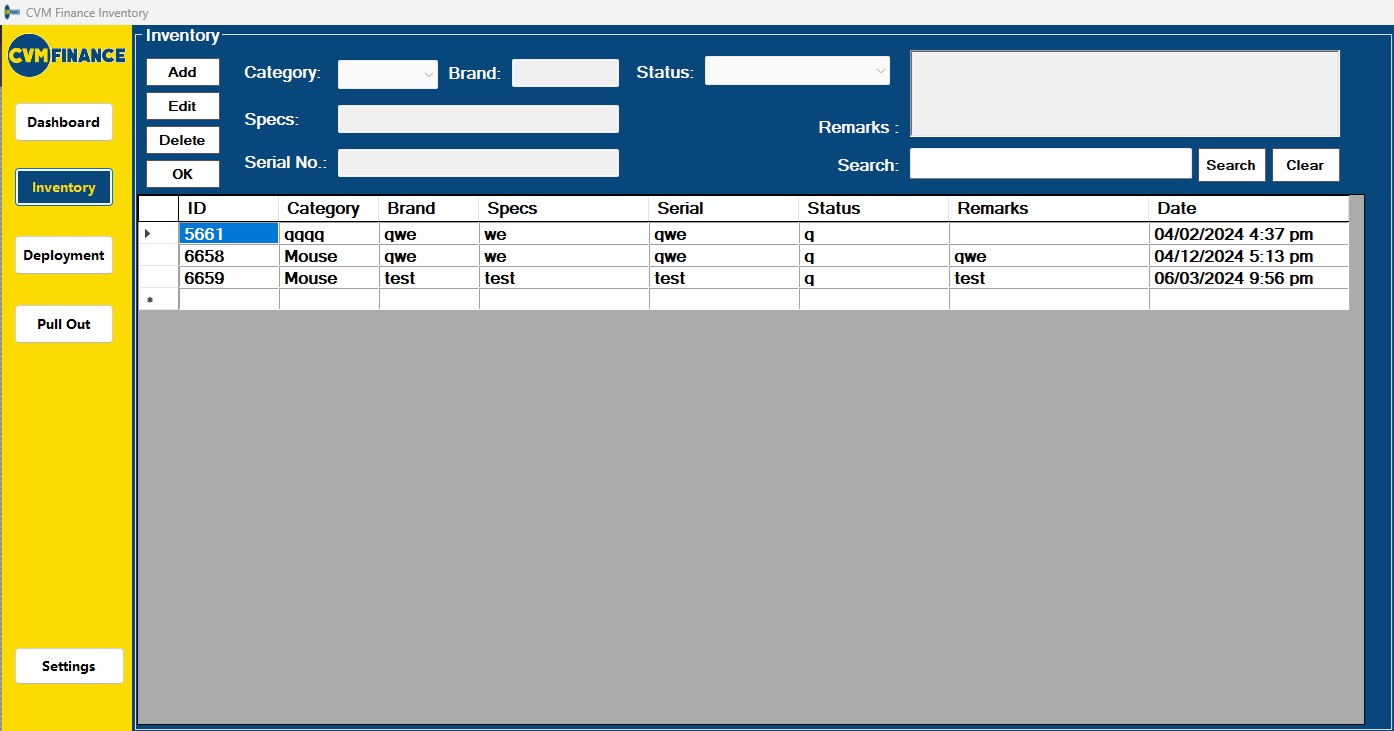 CVM Finance Inventory
CVMFINANCE
Dashboard
Inventory
Deployment
Pull Out
Settings
Inventory
Add
Edit
Delete
OK
Category:
Brand:
Status:
Specs:
Remarks :
Serial No.:
Search:
Search
Clear
ID Category Brand Specs Serial Status Remarks Date
5661 qqqq qwe we qwe q 04/02/2024 4:37 pm
6658 Mouse qwe we qwe q qwe 04/12/2024 5:13 pm
6659 Mouse test test test q test 06/03/2024 9:56 pm